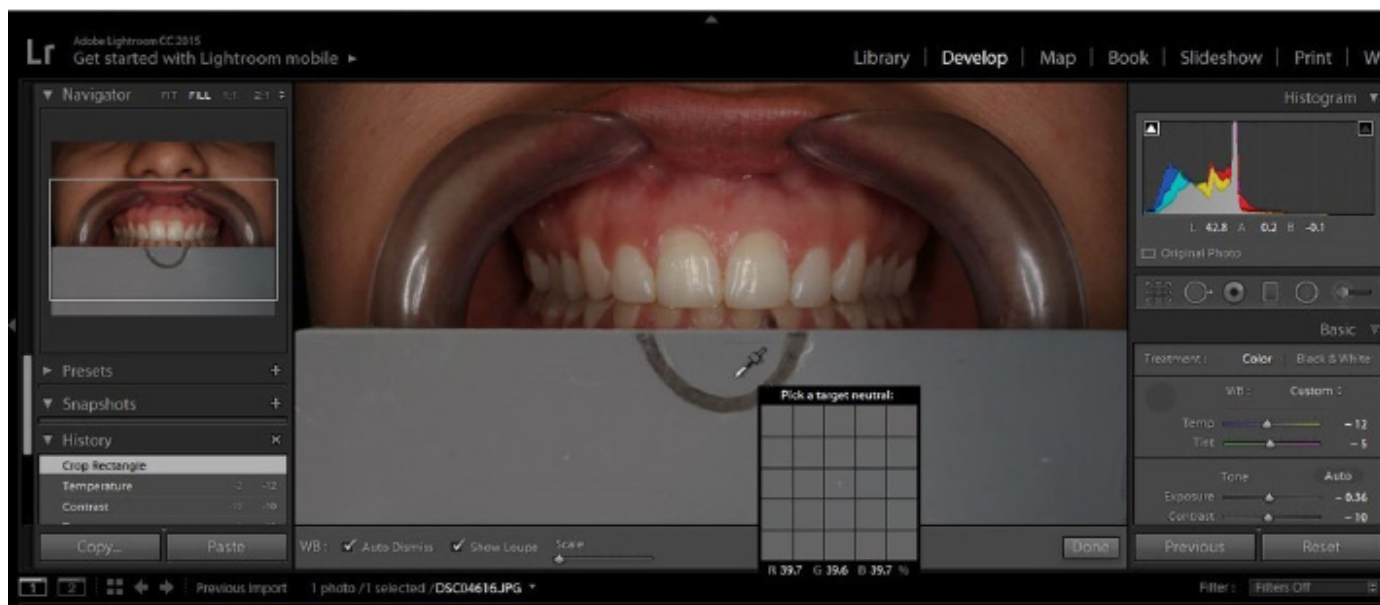 Lr
Adobe Lightroom CC 2015
Get started with Lightroom mobile
Library | Develop | Map | Book | Slideshow | Print | W
Navigator FIT FILL 1:1 2:1
Histogram
L 42.8 A 0.2 B -0.1
Original Photo
Basic
Treatment: Color Black & White
WB: Custom
Temp -12
Tint -5
Tone Auto
Exposure -0.36
Contrast -10
Presets +
Snapshots +
History ×
Crop Rectangle
Temperature -12
Contrast -10 -10
Copy... Paste
Pick a target neutral:
R 39.7 G 39.6 B 39.7 %
WB: Auto Dismiss Show Loupe Scale
Done
Previous Reset
1 2 Previous Import 1 photo /1 selected /DSC04616.JPG
Filter: Filters Off